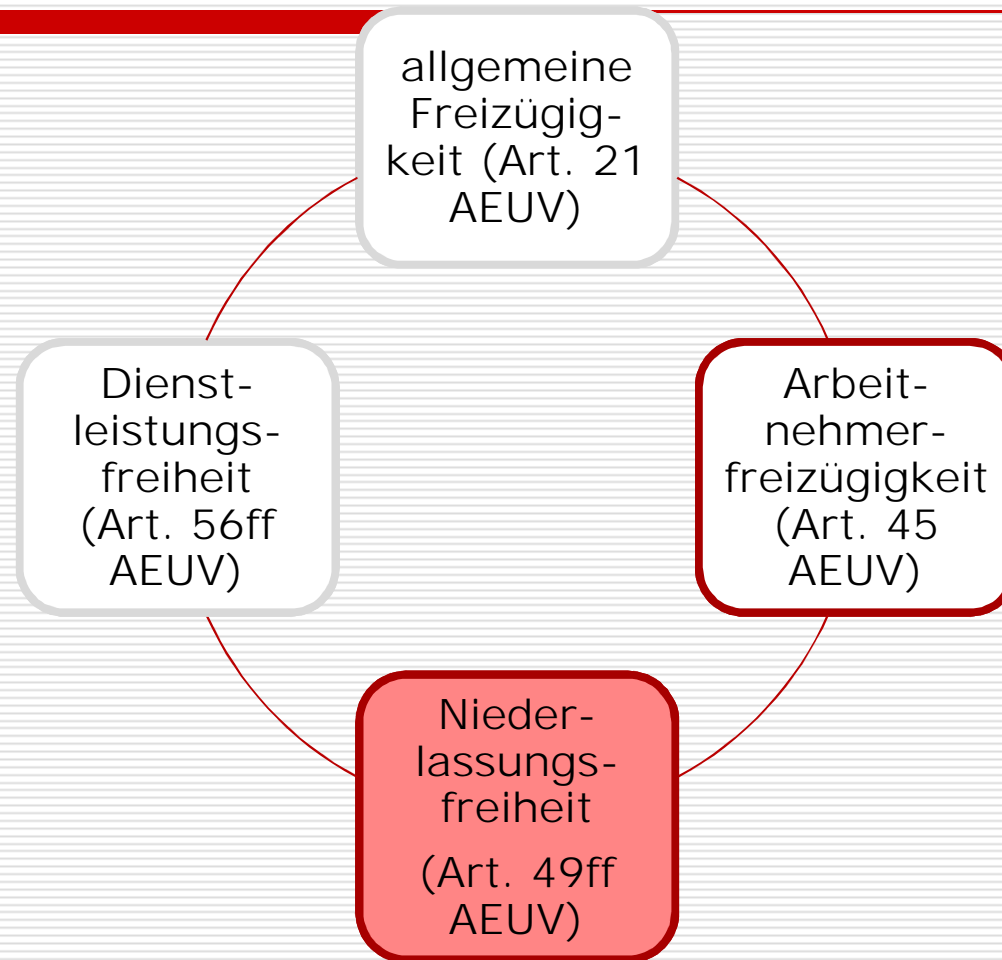 allgemeine
Freizügig-
keit (Art. 21
AEUV)
Dienst-
leistungs-
freiheit
(Art. 56ff
AEUV)
Arbeit-
nehmer-
freizügigkeit
(Art. 45
AEUV)
Nieder-
lassungs-
freiheit
(Art. 49ff
AEUV)